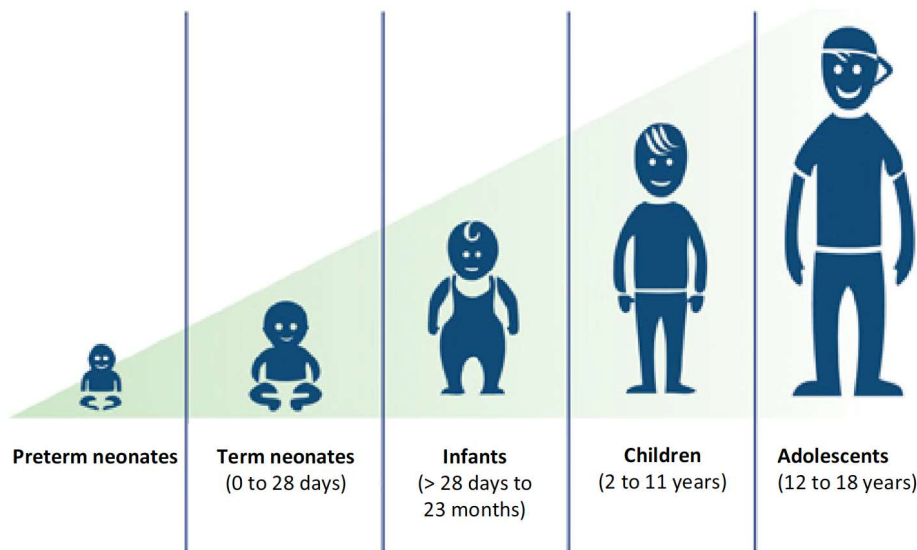 Preterm neonates
Term neonates
(0 to 28 days)
Infants
(> 28 days to
23 months)
Children
(2 to 11 years)
Adolescents
(12 to 18 years)